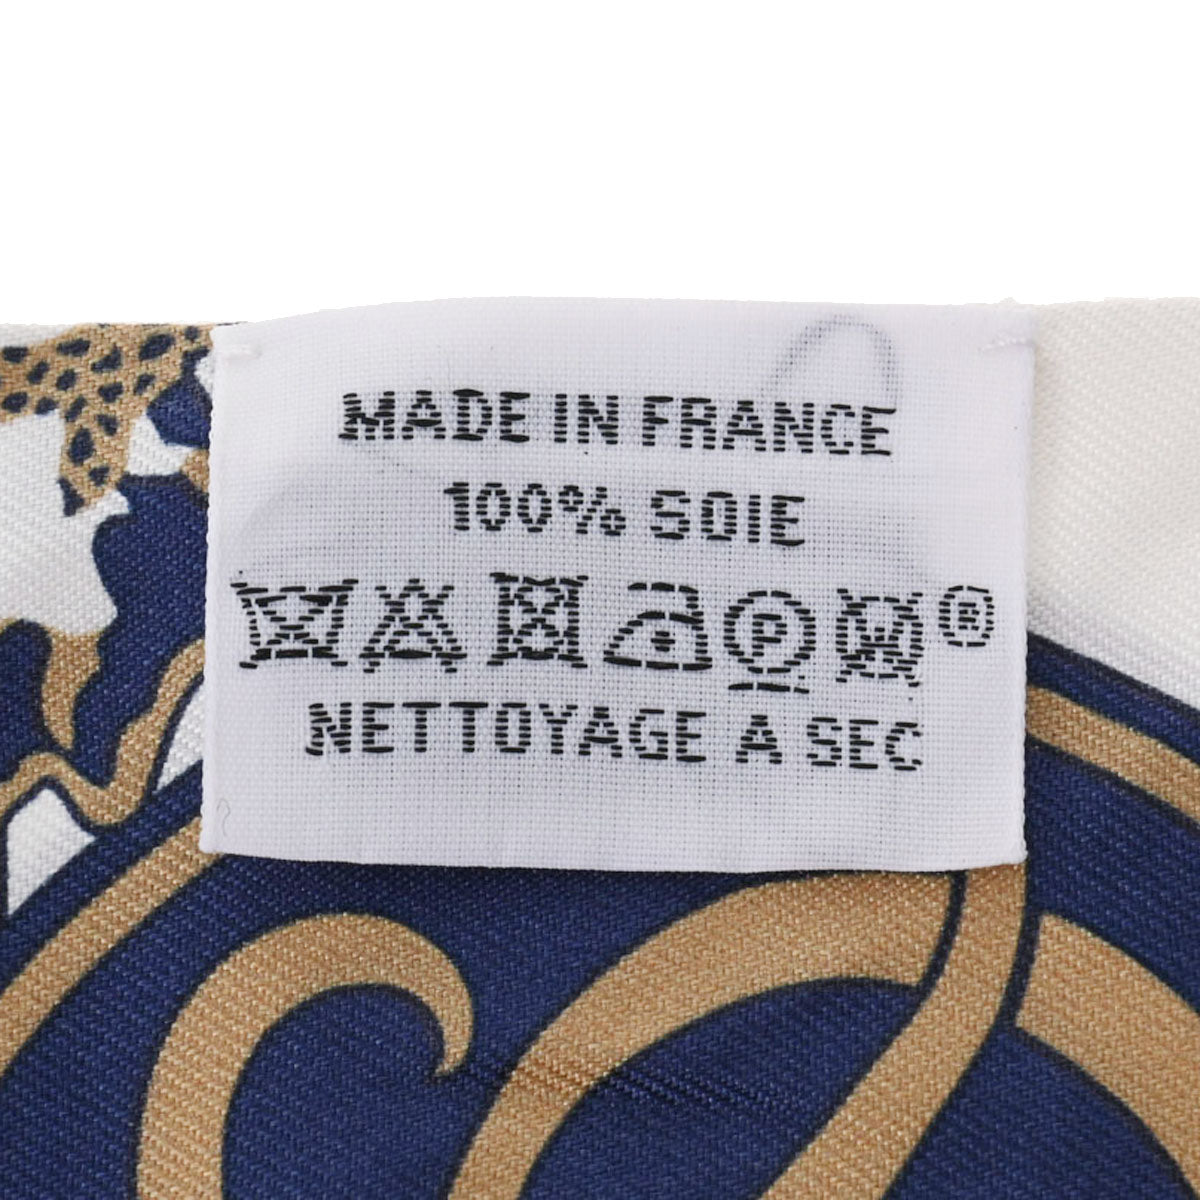 MADE IN FRANCE
100% SOIE
P W ®
NETTOYAGE A SEC